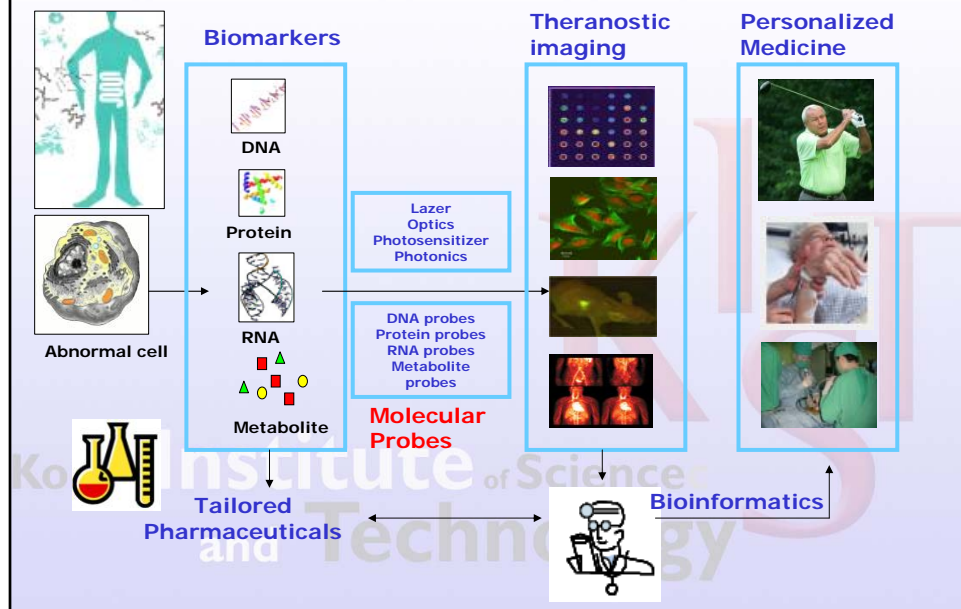 Biomarkers
Theranostic
imaging
Personalized
Medicine
DNA
Protein
RNA
Metabolite
Abnormal cell
Lazer
Optics
Photosensitizer
Photonics
DNA probes
Protein probes
RNA probes
Metabolite
probes
Molecular
Probes
Tailored
Pharmaceuticals
Bioinformatics
KIST
Institute of Science
and Technology